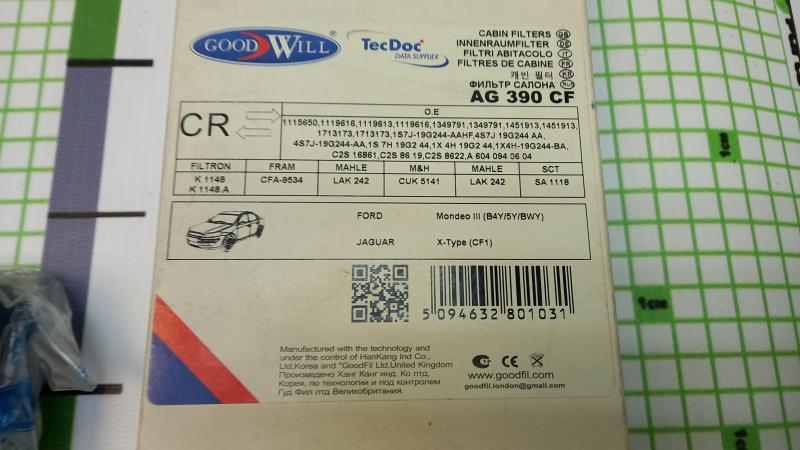 GOOD WILL
TecDoc
DATA SUPPLIER
CABIN FILTERS GB
INNENRAUMFILTER DE
FILTRI ABITACOLO IT
FILTRES DE CABINE FR
캐빈 필터 KR
ФИЛЬТР САЛОНА RUS
AG 390 CF
CR
O.E
1115650,1119616,1119613,1119616,1349791,1349791,1451913,1451913,
1713173,1713173,1S7J-19G244-AAHF,4S7J 19G244 AA,
4S7J-19G244-AA,1S 7H 19G2 44,1X 4H 19G2 44,1X4H-19G244-BA,
C2S 16861,C2S 86 19,C2S 8622,A 604 094 06 04
FILTRON FRAM MAHLE M&H MAHLE SCT
K 1148 CFA-9534 LAK 242 CUK 5141 LAK 242 SA 1118
K 1148.A
FORD Mondeo III (B4Y/5Y/BWY)
JAGUAR X-Type (CF1)
5 094632 801031
Manufactured with the technology and
under the control of HanKang Ind Co.,
Ltd,Korea and "GoodFil Ltd,United Kingdom
Произведено Ханг Канг инд. Ко лтд,
Корея, по технологии и под контролем
Гуд Фил лтд Великобритания.
CE
www.goodfil.com
goodfil.london@gmail.com
1см
1см